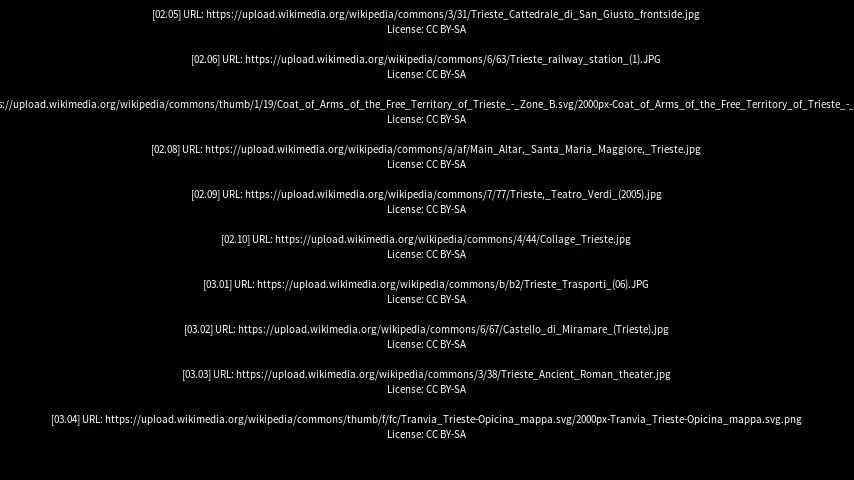 [02.05] URL: https://upload.wikimedia.org/wikipedia/commons/3/31/Trieste_Cattedrale_di_San_Giusto_frontside.jpg
License: CC BY-SA
[02.06] URL: https://upload.wikimedia.org/wikipedia/commons/6/63/Trieste_railway_station_(1).JPG
License: CC BY-SA
s://upload.wikimedia.org/wikipedia/commons/thumb/1/19/Coat_of_Arms_of_the_Free_Territory_of_Trieste_-_Zone_B.svg/2000px-Coat_of_Arms_of_the_Free_Territory_of_Trieste_-_
License: CC BY-SA
[02.08] URL: https://upload.wikimedia.org/wikipedia/commons/a/af/Main_Altar,_Santa_Maria_Maggiore,_Trieste.jpg
License: CC BY-SA
[02.09] URL: https://upload.wikimedia.org/wikipedia/commons/7/77/Trieste,_Teatro_Verdi_(2005).jpg
License: CC BY-SA
[02.10] URL: https://upload.wikimedia.org/wikipedia/commons/4/44/Collage_Trieste.jpg
License: CC BY-SA
[03.01] URL: https://upload.wikimedia.org/wikipedia/commons/b/b2/Trieste_Trasporti_(06).JPG
License: CC BY-SA
[03.02] URL: https://upload.wikimedia.org/wikipedia/commons/6/67/Castello_di_Miramare_(Trieste).jpg
License: CC BY-SA
[03.03] URL: https://upload.wikimedia.org/wikipedia/commons/3/38/Trieste_Ancient_Roman_theater.jpg
License: CC BY-SA
[03.04] URL: https://upload.wikimedia.org/wikipedia/commons/thumb/f/fc/Tranvia_Trieste-Opicina_mappa.svg/2000px-Tranvia_Trieste-Opicina_mappa.svg.png
License: CC BY-SA